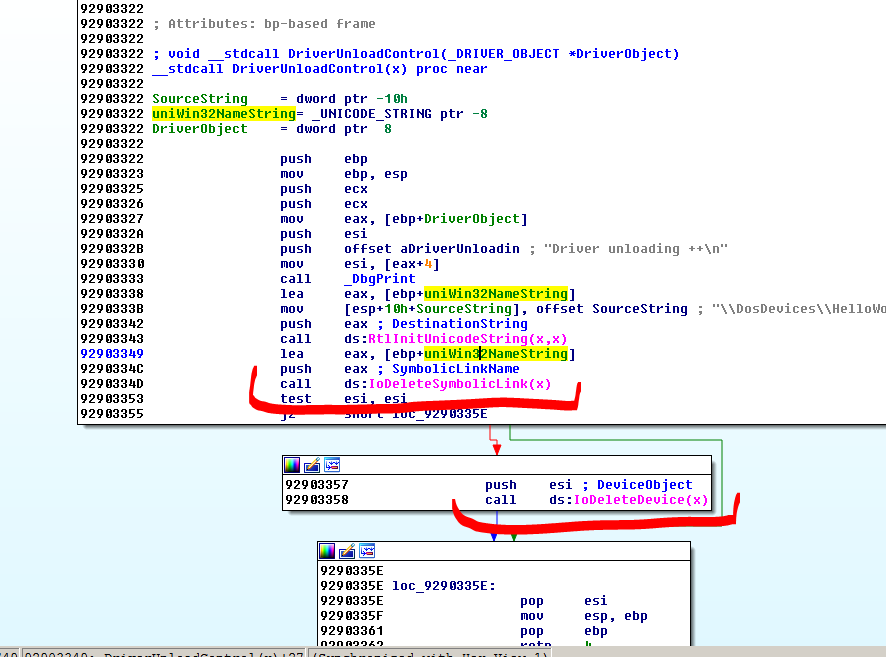 92903322
92903322 ; Attributes: bp-based frame
92903322
92903322 ; void __stdcall DriverUnloadControl(_DRIVER_OBJECT *DriverObject)
92903322 __stdcall DriverUnloadControl(x) proc near
92903322
92903322 SourceString = dword ptr -10h
92903322 uniWin32NameString= _UNICODE_STRING ptr -8
92903322 DriverObject = dword ptr 8
92903322
92903322 push ebp
92903323 mov ebp, esp
92903325 push ecx
92903326 push ecx
92903327 mov eax, [ebp+DriverObject]
9290332A push esi
9290332B push offset aDriverUnloadin ; "Driver unloading ++\n"
92903330 mov esi, [eax+4]
92903333 call _DbgPrint
92903338 lea eax, [ebp+uniWin32NameString]
9290333B mov [esp+10h+SourceString], offset SourceString ; "\\DosDevices\\HelloWo
92903342 push eax ; DestinationString
92903343 call ds:RtlInitUnicodeString(x,x)
92903349 lea eax, [ebp+uniWin32NameString]
9290334C push eax ; SymbolicLinkName
9290334D call ds:IoDeleteSymbolicLink(x)
92903353 test esi, esi
92903355 jz short loc_9290335E
92903357 push esi ; DeviceObject
92903358 call ds:IoDeleteDevice(x)
9290335E
9290335E loc_9290335E:
9290335E pop esi
9290335F mov esp, ebp
92903361 pop ebp
92903362 retn 4
92903349: DriverUnloadControl(x)+27 (Synchronized with Hex View-1)